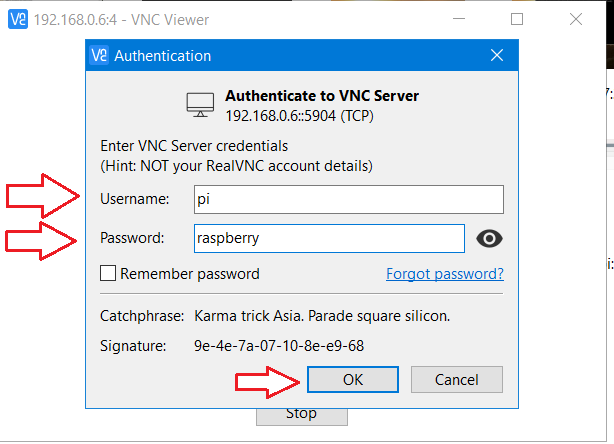 VC 192.168.0.6:4 - VNC Viewer
VC Authentication
Authenticate to VNC Server
192.168.0.6::5904 (TCP)
Enter VNC Server credentials
(Hint: NOT your RealVNC account details)
Username: pi
Password: raspberry
Remember password Forgot password?
Catchphrase: Karma trick Asia. Parade square silicon.
Signature: 9e-4e-7a-07-10-8e-e9-68
OK Cancel
Stop